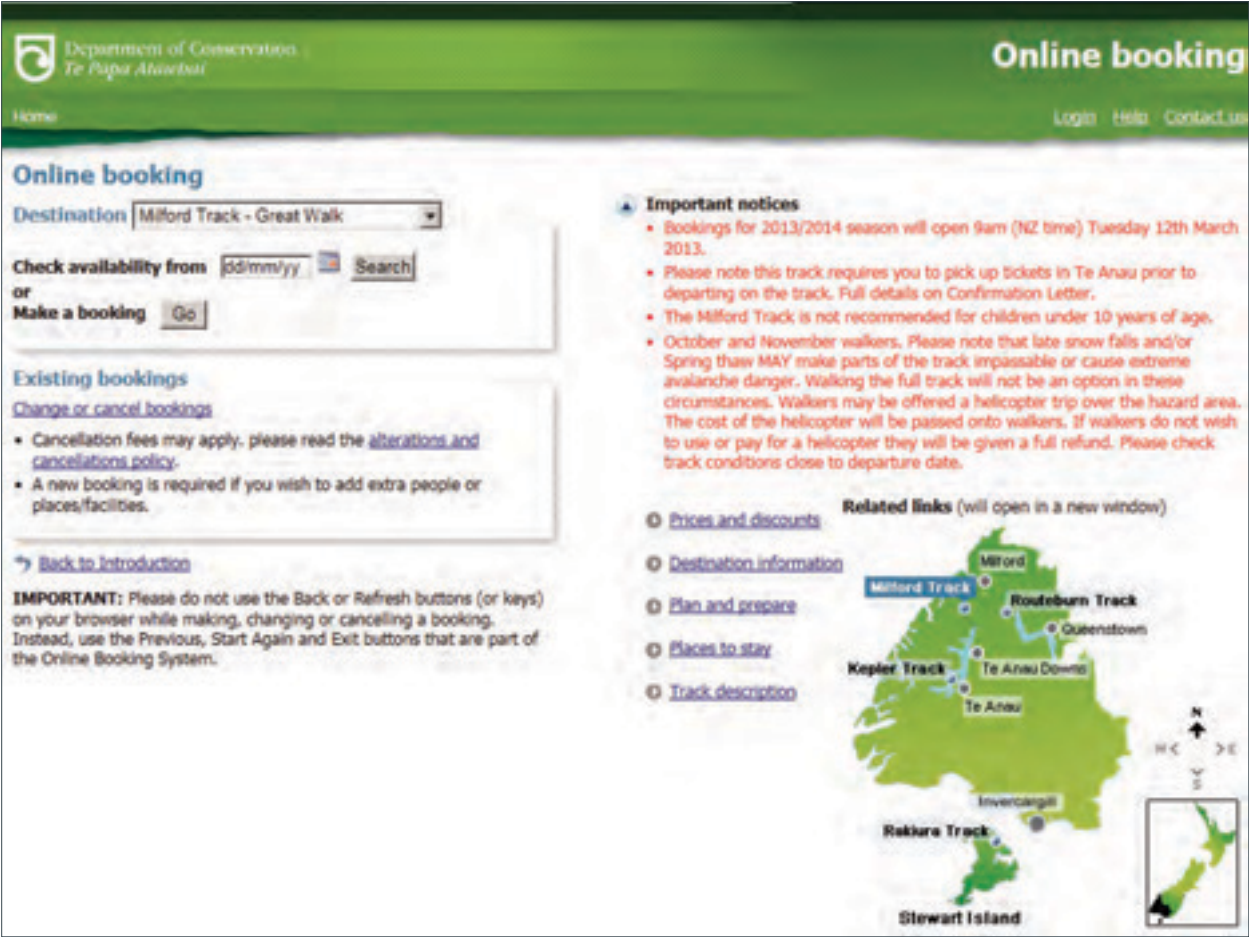 Department of Conservation
Te Papa Atawhai
Online booking
Home
Login Help Contact us
Online booking
Destination Milford Track - Great Walk
Check availability from dd/mm/yy Search
or
Make a booking Go
Existing bookings
Change or cancel bookings
• Cancellation fees may apply. please read the alterations and
cancellations policy.
• A new booking is required if you wish to add extra people or
places/facilities.
Back to Introduction
IMPORTANT: Please do not use the Back or Refresh buttons (or keys)
on your browser while making, changing or cancelling a booking.
Instead, use the Previous, Start Again and Exit buttons that are part of
the Online Booking System.
Important notices
• Bookings for 2013/2014 season will open 9am (NZ time) Tuesday 12th March
2013.
• Please note this track requires you to pick up tickets in Te Anau prior to
departing on the track. Full details on Confirmation Letter.
• The Milford Track is not recommended for children under 10 years of age.
• October and November walkers. Please note that late snow falls and/or
Spring thaw MAY make parts of the track impassable or cause extreme
avalanche danger. Walking the full track will not be an option in these
circumstances. Walkers may be offered a helicopter trip over the hazard area.
The cost of the helicopter will be passed onto walkers. If walkers do not wish
to use or pay for a helicopter they will be given a full refund. Please check
track conditions close to departure date.
Prices and discounts
Destination information
Plan and prepare
Places to stay
Track description
Related links (will open in a new window)
Milford
Milford Track
Routeburn Track
Queenstown
Kepler Track
Te Anau Downs
Te Anau
Invercargill
Rakiura Track
Stewart Island
N
E
S